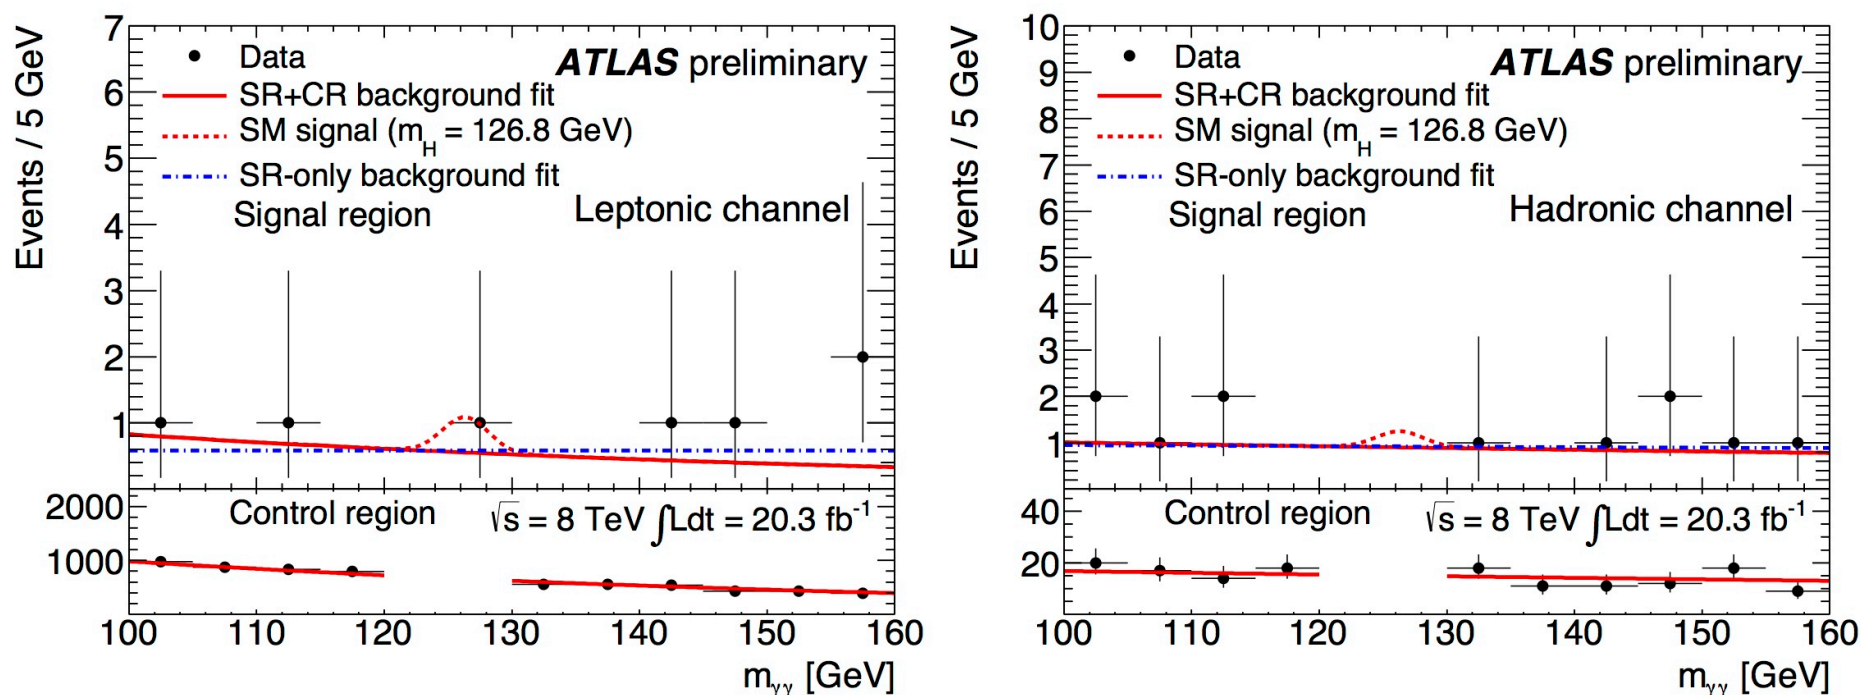 Events / 5 GeV
7
6
5
4
3
2
1
Data
ATLAS preliminary
SR+CR background fit
SM signal (mH = 126.8 GeV)
SR-only background fit
Signal region
Leptonic channel
2000
1000
Control region
√s = 8 TeV ∫Ldt = 20.3 fb-1
100 110 120 130 140 150 160
mγγ [GeV]
Events / 5 GeV
10
9
8
7
6
5
4
3
2
1
Data
ATLAS preliminary
SR+CR background fit
SM signal (mH = 126.8 GeV)
SR-only background fit
Signal region
Hadronic channel
40
20
Control region
√s = 8 TeV ∫Ldt = 20.3 fb-1
100 110 120 130 140 150 160
mγγ [GeV]